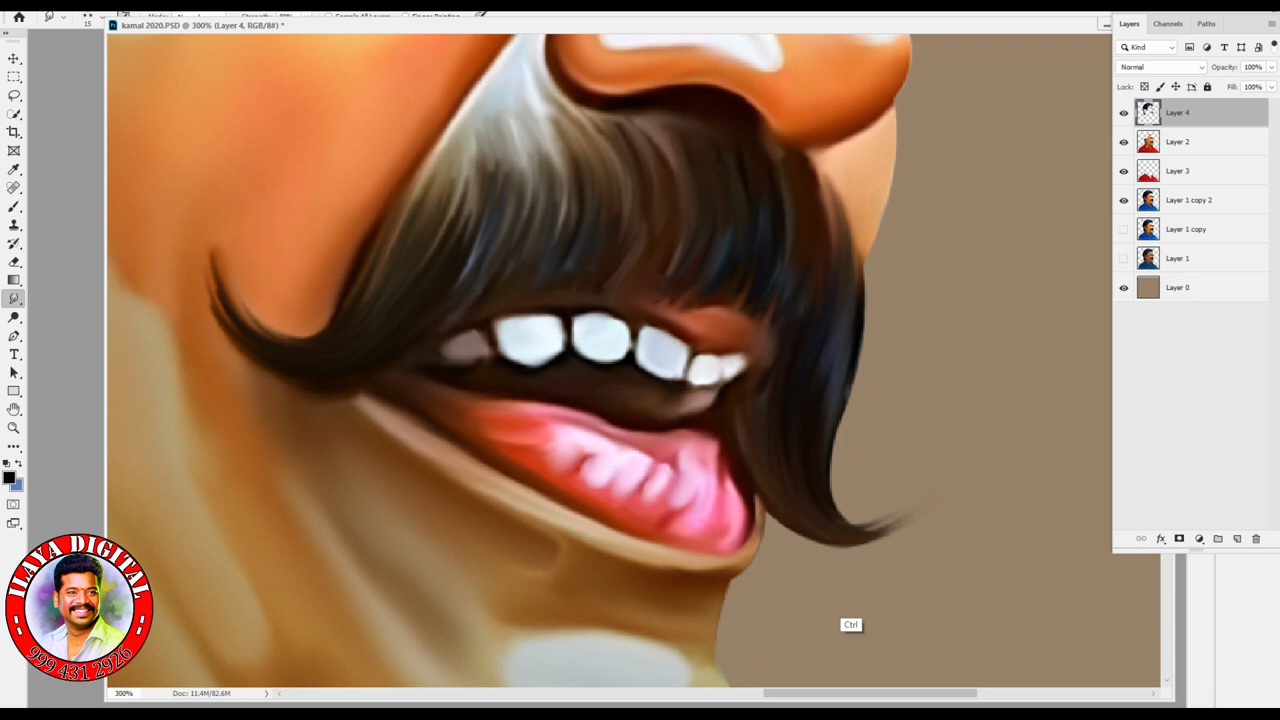 15
kamal 2020.PSD @ 300% (Layer 4, RGB/8#) *
Layers Channels Paths
Kind
Normal Opacity: 100%
Lock: Fill: 100%
Layer 4
Layer 2
Layer 3
Layer 1 copy 2
Layer 1 copy
Layer 1
Layer 0
ILAYA DIGITAL
999 431 2926
Ctrl
300% Doc: 11.4M/82.6M